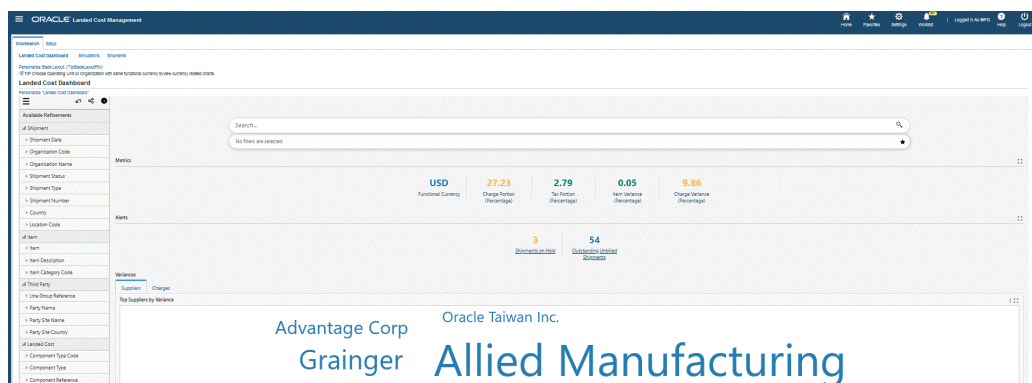 ORACLE Landed Cost Management
Home
Favorites
Settings
Worklist
Logged In As MFG
Help
Logout
Workbench Setup
Landed Cost Dashboard Simulations Shipments
Personalize Stack Layout: (TipStackLayoutRN)
TIP Choose Operating Unit or Organization with same functional currency to view currency related charts.
Landed Cost Dashboard
Personalize "Landed Cost Dashboard"
Available Refinements
Shipment
Shipment Date
Organization Code
Organization Name
Shipment Status
Shipment Type
Shipment Number
Country
Location Code
Item
Item
Item Description
Item Category Code
Third Party
Line Group Reference
Party Name
Party Site Name
Party Site Country
Landed Cost
Component Type Code
Component Type
Component Reference
Search...
No filters are selected.
Metrics
USD 27.23 2.79 0.05 9.86
Functional Currency Charge Portion Tax Portion Item Variance Charge Variance
(Percentage) (Percentage) (Percentage) (Percentage)
Alerts
3 54
Shipments on Hold Outstanding Unbilled
Shipments
Variances
Suppliers Charges
Top Suppliers by Variance
Oracle Taiwan Inc.
Advantage Corp
Grainger Allied Manufacturing